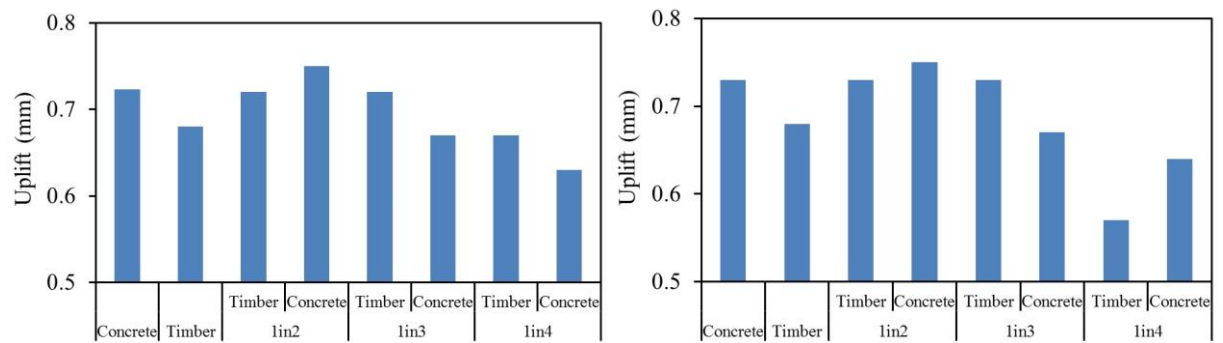 0.8
0.7
0.6
0.5
Uplift (mm)
Timber Concrete Timber Concrete Timber Concrete
Concrete Timber 1in2 1in3 1in4
0.8
0.7
0.6
0.5
Uplift (mm)
Timber Concrete Timber Concrete Timber Concrete
Concrete Timber 1in2 1in3 1in4